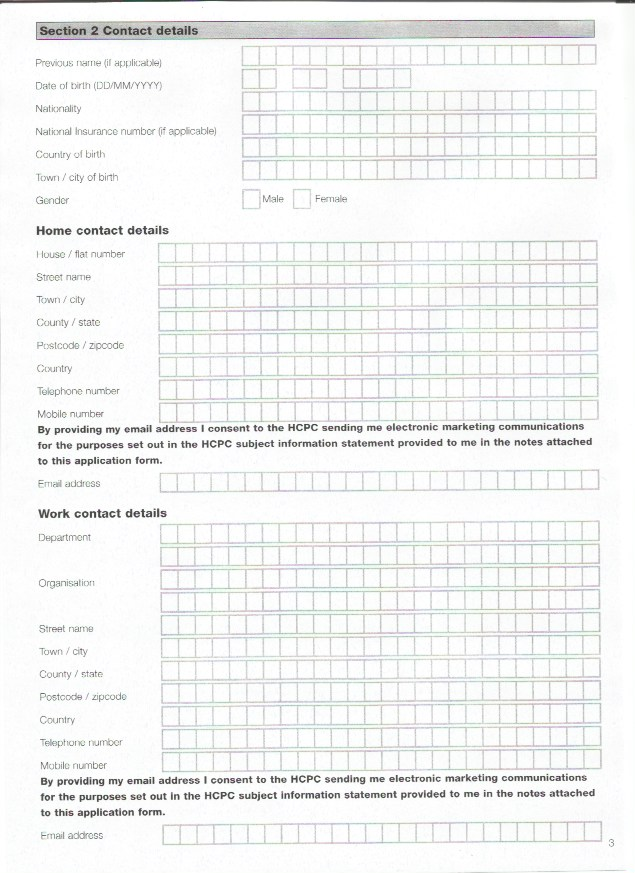 Section 2 Contact details
Previous name (if applicable)
Date of birth (DD/MM/YYYY)
Nationality
National Insurance number (if applicable)
Country of birth
Town / city of birth
Gender Male Female
Home contact details
House / flat number
Street name
Town / city
County / state
Postcode / zipcode
Country
Telephone number
Mobile number
By providing my email address I consent to the HCPC sending me electronic marketing communications
for the purposes set out in the HCPC subject information statement provided to me in the notes attached
to this application form.
Email address
Work contact details
Department
Organisation
Street name
Town / city
County / state
Postcode / zipcode
Country
Telephone number
Mobile number
By providing my email address I consent to the HCPC sending me electronic marketing communications
for the purposes set out in the HCPC subject information statement provided to me in the notes attached
to this application form.
Email address
3